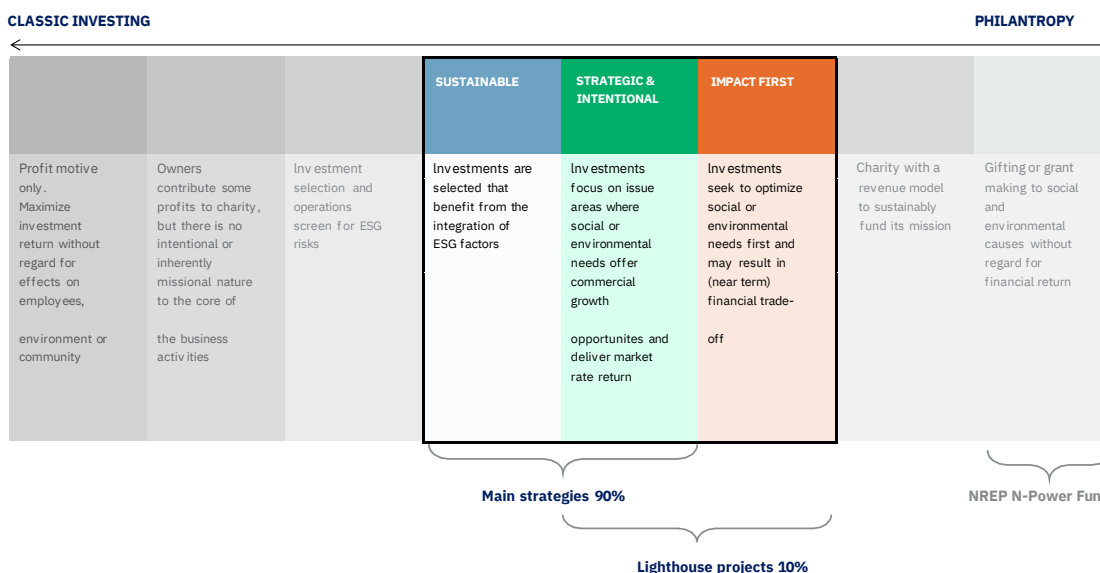 CLASSIC INVESTING
PHILANTROPY
SUSTAINABLE
STRATEGIC &
INTENTIONAL
IMPACT FIRST
Profit motive
only.
Maximize
investment
return without
regard for
effects on
employees,
environment or
community
Owners
contribute some
profits to charity,
but there is no
intentional or
inherently
missional nature
to the core of
the business
activities
Investment
selection and
operations
screen for ESG
risks
Investments are
selected that
benefit from the
integration of
ESG factors
Investments
focus on issue
areas where
social or
environmental
needs offer
commercial
growth
opportunites and
deliver market
rate return
Investments
seek to optimize
social or
environmental
needs first and
may result in
(near term)
financial trade-
off
Charity with a
revenue model
to sustainably
fund its mission
Gifting or grant
making to social
and
environmental
causes without
regard for
financial return
Main strategies 90%
NREP N-Power Fun
Lighthouse projects 10%